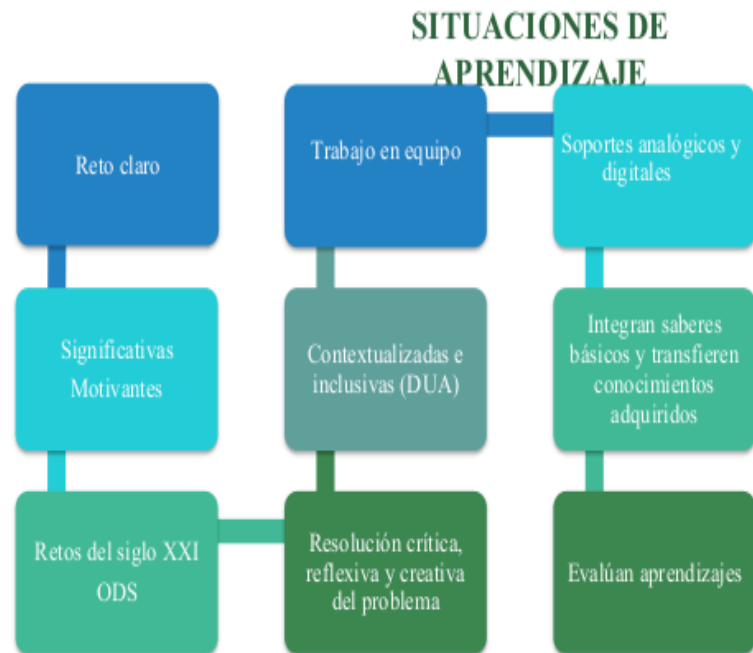 SITUACIONES DE
APRENDIZAJE
Reto claro
Significativas
Motivantes
Retos del siglo XXI
ODS
Resolución crítica,
reflexiva y creativa
del problema
Contextualizadas e
inclusivas (DUA)
Trabajo en equipo
Soportes analógicos y
digitales
Integran saberes
básicos y transfieren
conocimientos
adquiridos
Evalúan aprendizajes